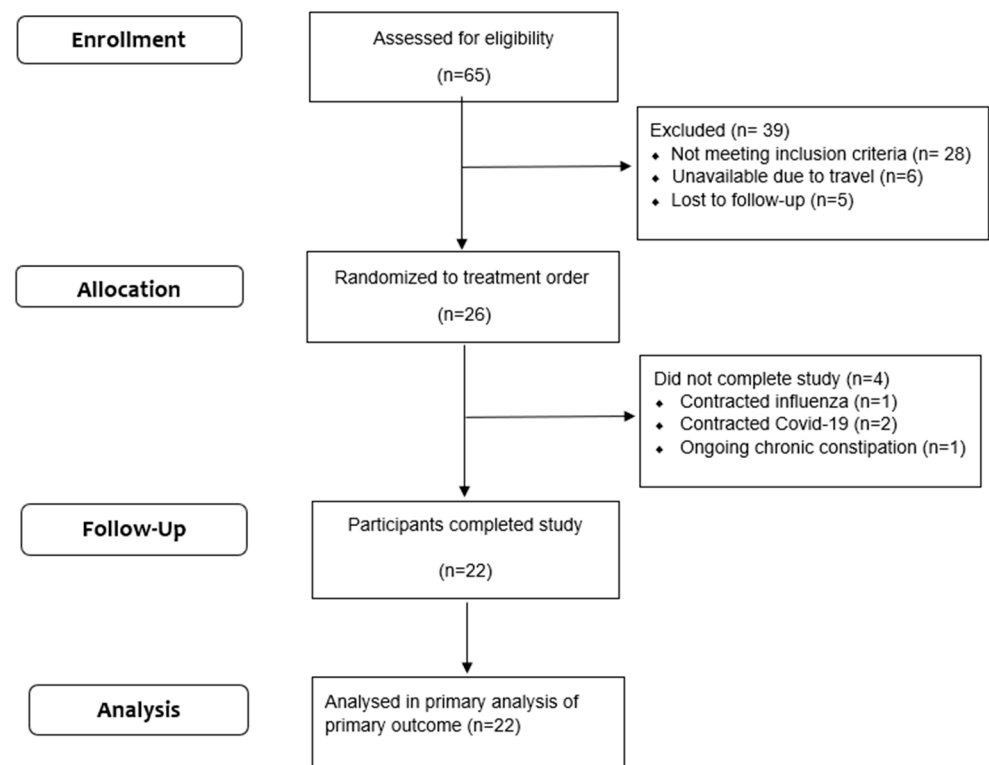 Enrollment
Assessed for eligibility
(n=65)
Excluded (n= 39)
⬥ Not meeting inclusion criteria (n= 28)
⬥ Unavailable due to travel (n=6)
⬥ Lost to follow-up (n=5)
Allocation
Randomized to treatment order
(n=26)
Did not complete study (n=4)
⬥ Contracted influenza (n=1)
⬥ Contracted Covid-19 (n=2)
⬥ Ongoing chronic constipation (n=1)
Follow-Up
Participants completed study
(n=22)
Analysis
Analysed in primary analysis of
primary outcome (n=22)